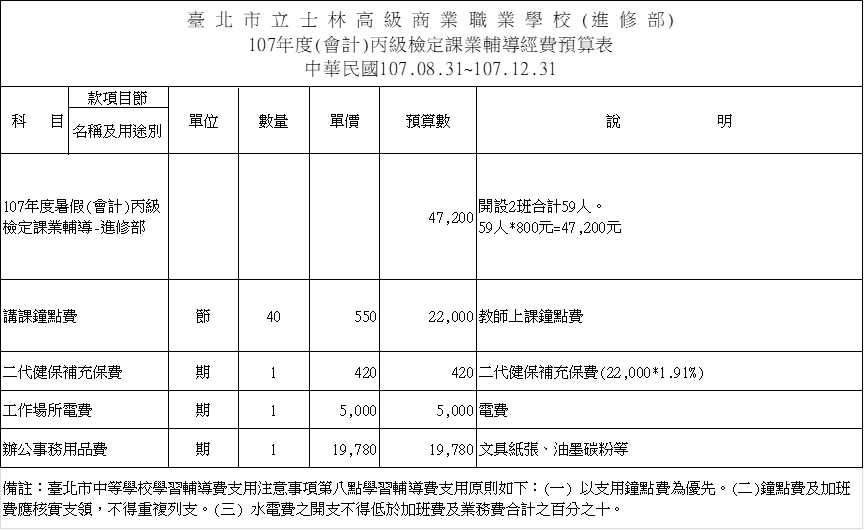 臺北市立士林高級商業職業學校(進修部)
107年度(會計)丙級檢定課業輔導經費預算表
中華民國107.08.31~107.12.31
科 目 款項目節 名稱及用途別 單位 數量 單價 預算數 說 明
107年度暑假(會計)丙級
檢定課業輔導-進修部
47,200
開設2班合計59人。
59人*800元=47,200元
講課鐘點費 節 40 550 22,000 教師上課鐘點費
二代健保補充保費 期 1 420 420 二代健保補充保費(22,000*1.91%)
工作場所電費 期 1 5,000 5,000 電費
辦公事務用品費 期 1 19,780 19,780 文具紙張、油墨碳粉等
備註：臺北市中等學校學習輔導費支用注意事項第八點學習輔導費支用原則如下：(一) 以支用鐘點費為優先。(二)鐘點費及加班
費應核實支領，不得重複列支。(三) 水電費之開支不得低於加班費及業務費合計之百分之十。